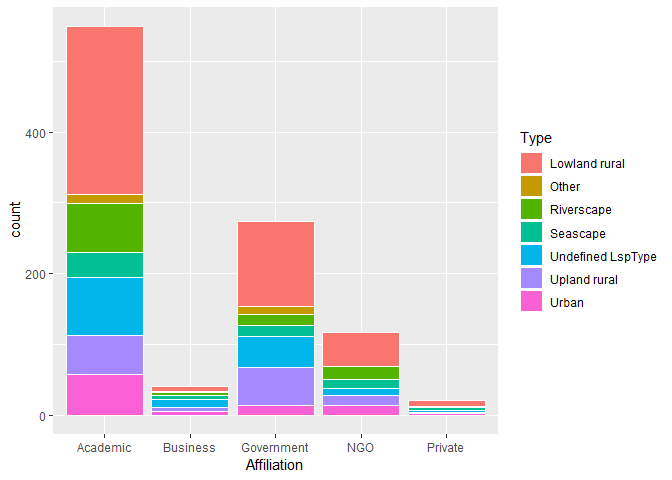 count
400
200
0
Academic
Business
Government
NGO
Private
Affiliation
Type
Lowland rural
Other
Riverscape
Seascape
Undefined LspType
Upland rural
Urban